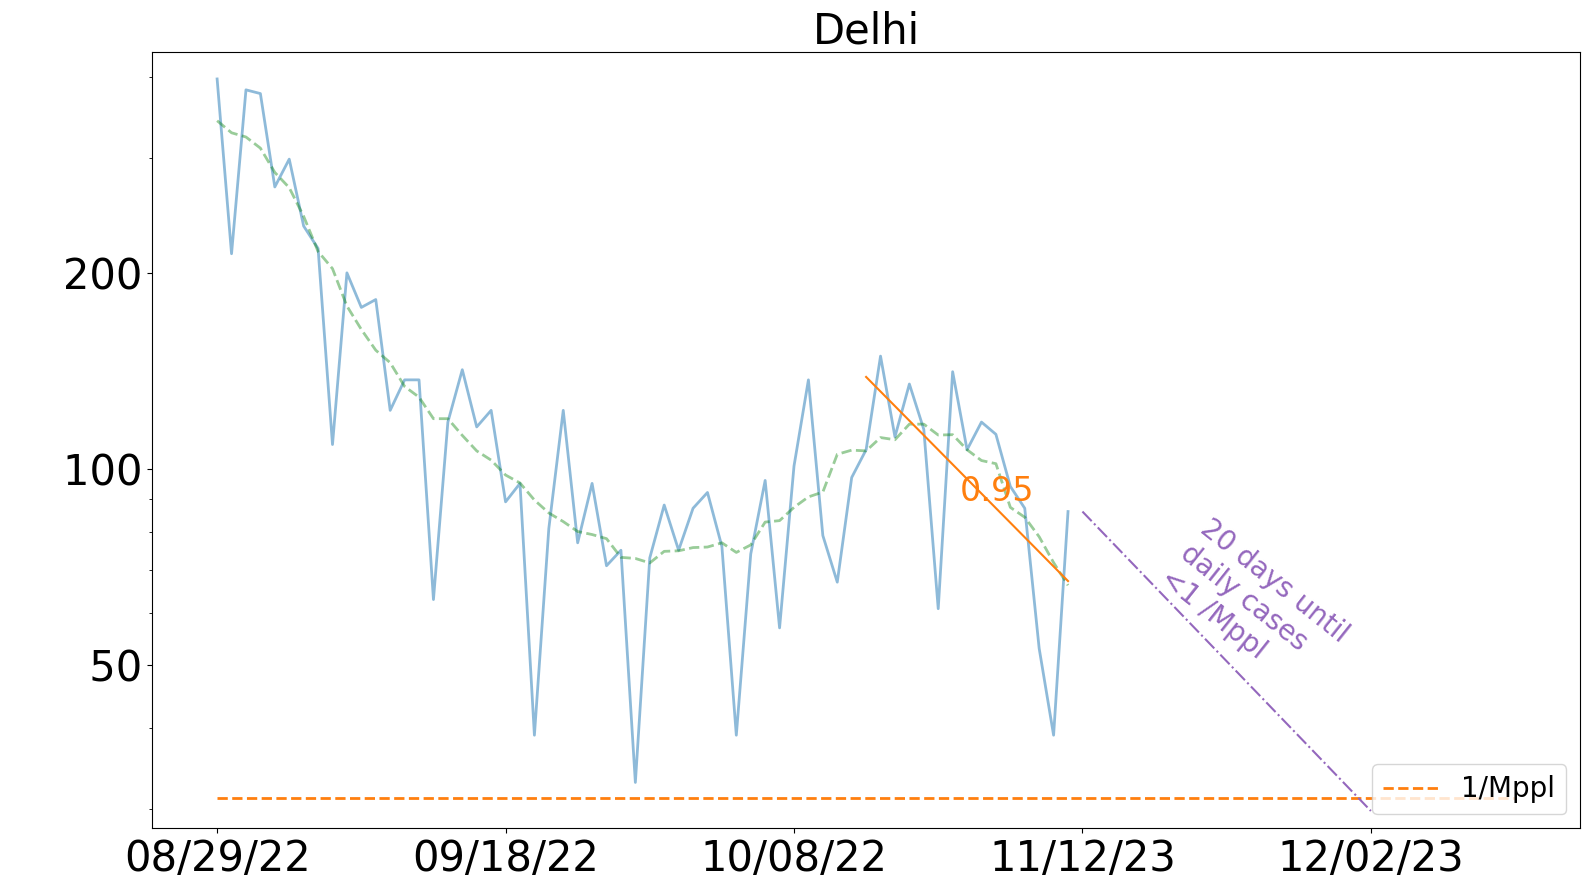 Delhi
200
100
50
0.95
20 days until
daily cases
<1 /Mppl
1/Mppl
08/29/22
09/18/22
10/08/22
11/12/23
12/02/23